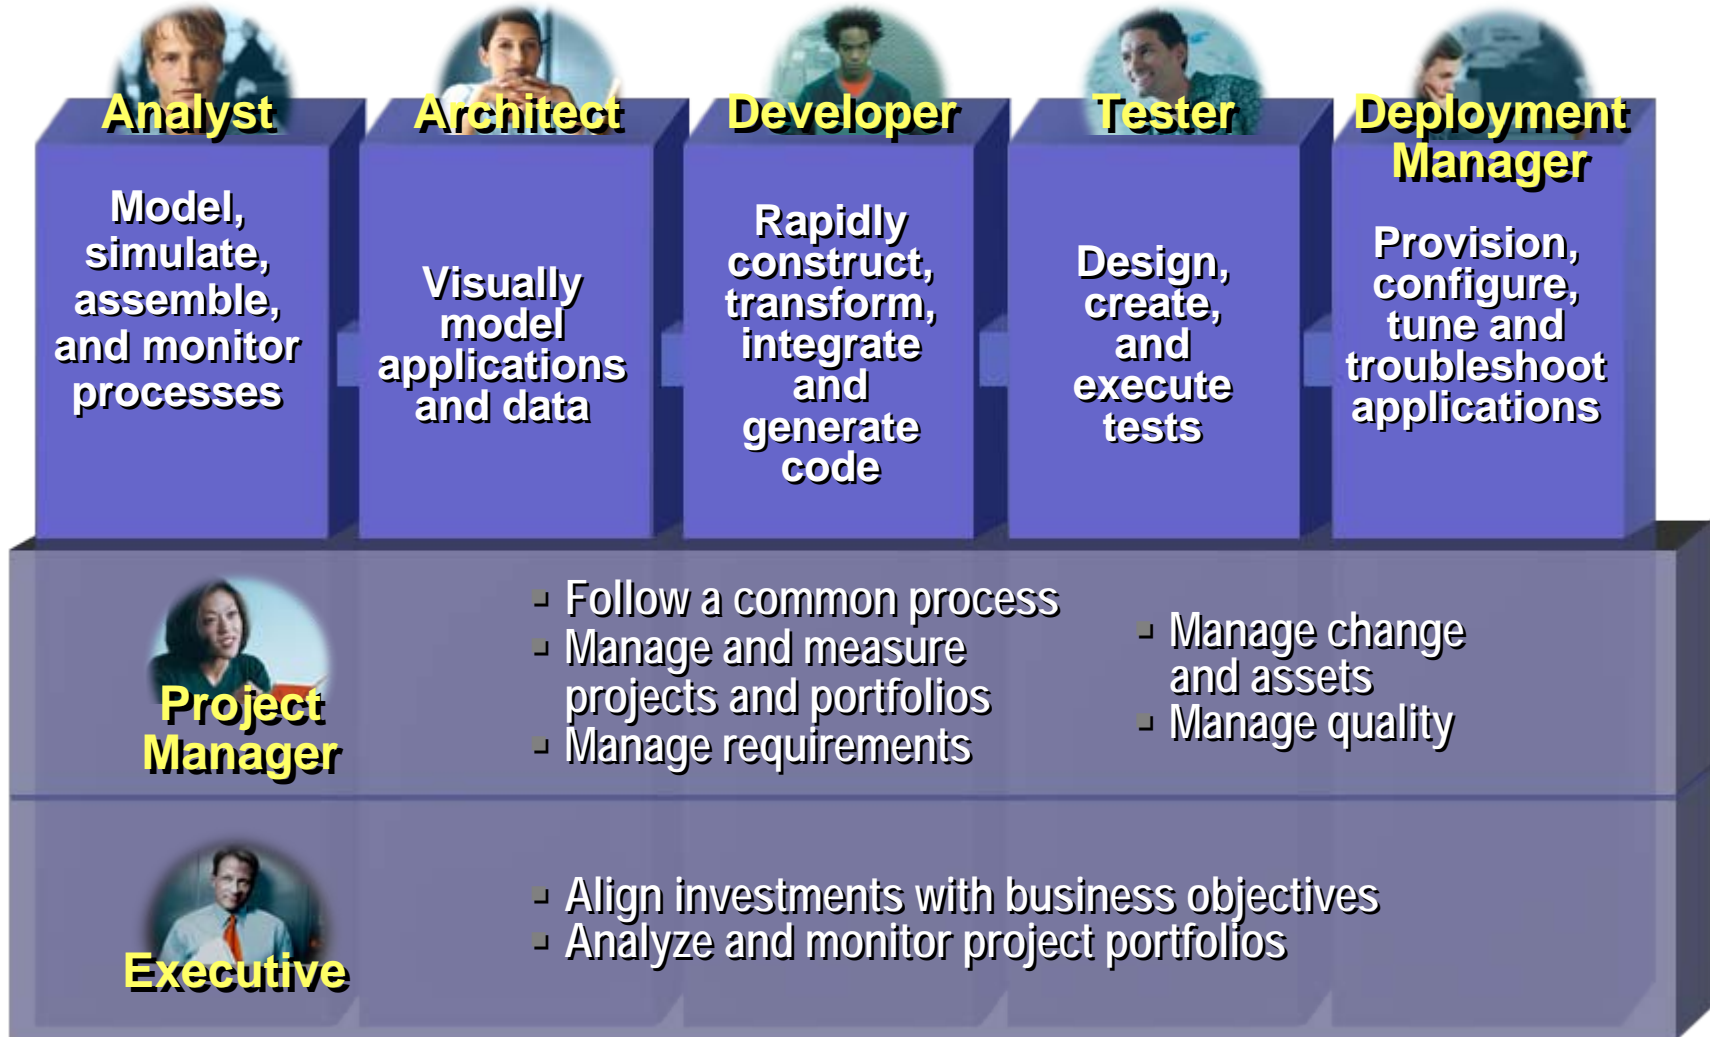 Analyst
Model,
simulate,
assemble,
and monitor
processes
Architect
Visually
model
applications
and data
Developer
Rapidly
construct,
transform,
integrate
and
generate
code
Tester
Design,
create,
and
execute
tests
Deployment
Manager
Provision,
configure,
tune and
troubleshoot
applications
Project
Manager
▪ Follow a common process
▪ Manage and measure
projects and portfolios
▪ Manage requirements
▪ Manage change
and assets
▪ Manage quality
Executive
▪ Align investments with business objectives
▪ Analyze and monitor project portfolios